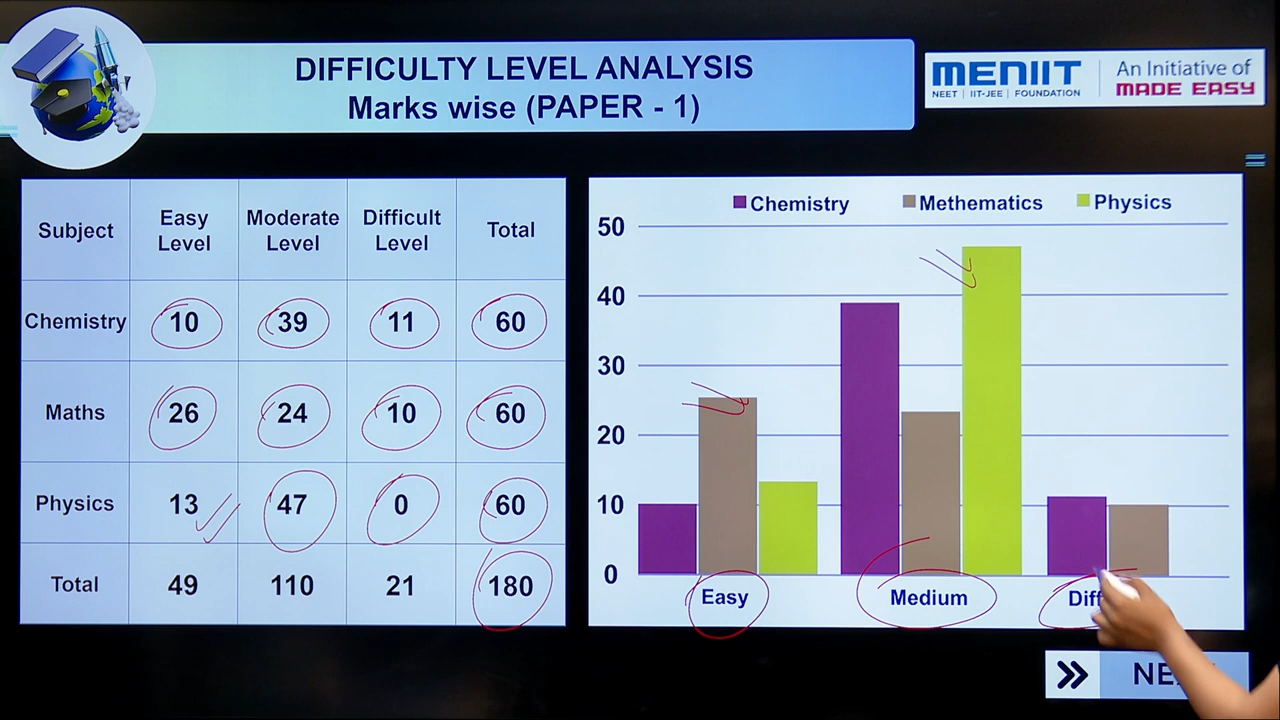 DIFFICULTY LEVEL ANALYSIS
Marks wise (PAPER - 1)
MENIIT
NEET | IIT-JEE | FOUNDATION
An Initiative of
MADE EASY
Subject Easy Level Moderate Level Difficult Level Total
Chemistry 10 39 11 60
Maths 26 24 10 60
Physics 13 47 0 60
Total 49 110 21 180
Chemistry Methematics Physics
50
40
30
20
10
0
Easy Medium